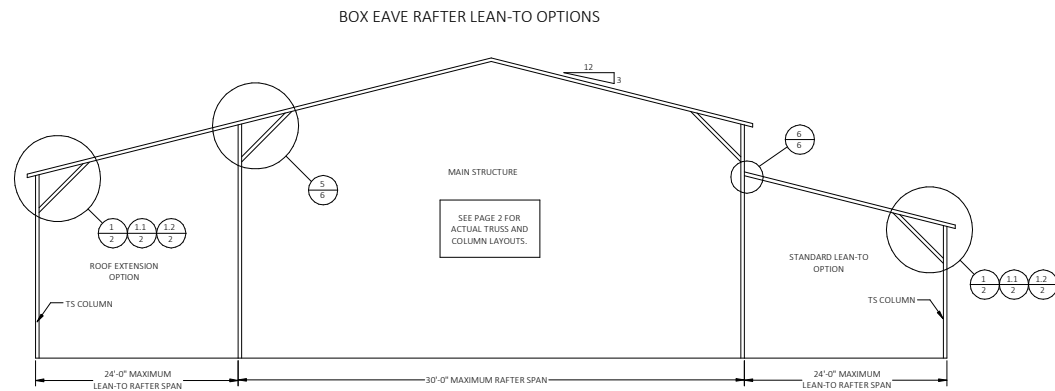 BOX EAVE RAFTER LEAN-TO OPTIONS
12
3
6
6
MAIN STRUCTURE
5
6
SEE PAGE 2 FOR
ACTUAL TRUSS AND
COLUMN LAYOUTS.
1 1.1 1.2
2 2 2
ROOF EXTENSION
OPTION
STANDARD LEAN-TO
OPTION
1 1.1 1.2
2 2 2
TS COLUMN
TS COLUMN
24'-0" MAXIMUM
LEAN-TO RAFTER SPAN
30'-0" MAXIMUM RAFTER SPAN
24'-0" MAXIMUM
LEAN-TO RAFTER SPAN